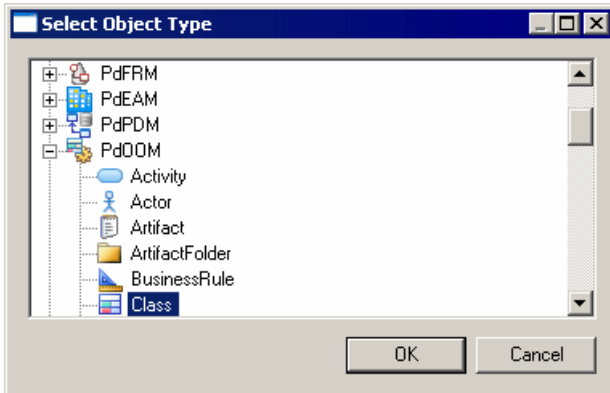 Select Object Type
PdFRM
PdEAM
PdPDM
PdOOM
Activity
Actor
Artifact
ArtifactFolder
BusinessRule
Class
OK Cancel